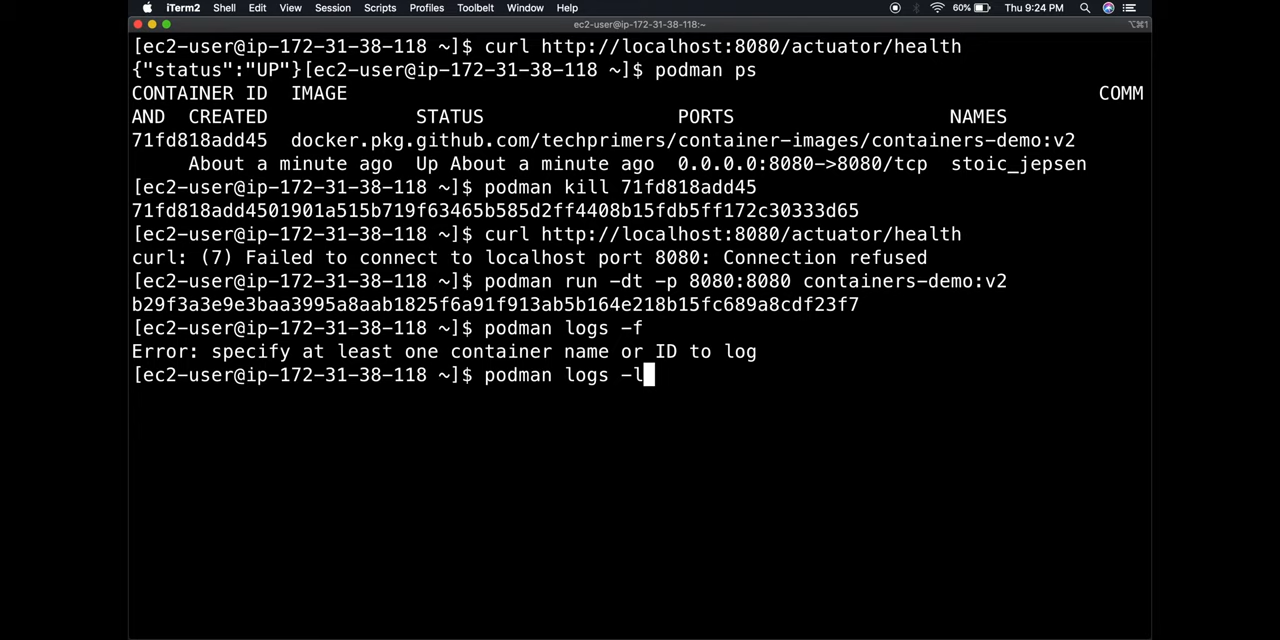 iTerm2 Shell Edit View Session Scripts Profiles Toolbelt Window Help 60% Thu 9:24 PM
ec2-user@ip-172-31-38-118:~ ⌥⌘1
[ec2-user@ip-172-31-38-118 ~]$ curl http://localhost:8080/actuator/health
{"status":"UP"}[ec2-user@ip-172-31-38-118 ~]$ podman ps
CONTAINER ID  IMAGE                                                                  COMM
AND  CREATED             STATUS                 PORTS                   NAMES
71fd818add45  docker.pkg.github.com/techprimers/container-images/containers-demo:v2
     About a minute ago  Up About a minute ago  0.0.0.0:8080->8080/tcp  stoic_jepsen
[ec2-user@ip-172-31-38-118 ~]$ podman kill 71fd818add45
71fd818add4501901a515b719f63465b585d2ff4408b15fdb5ff172c30333d65
[ec2-user@ip-172-31-38-118 ~]$ curl http://localhost:8080/actuator/health
curl: (7) Failed to connect to localhost port 8080: Connection refused
[ec2-user@ip-172-31-38-118 ~]$ podman run -dt -p 8080:8080 containers-demo:v2
b29f3a3e9e3baa3995a8aab1825f6a91f913ab5b164e218b15fc689a8cdf23f7
[ec2-user@ip-172-31-38-118 ~]$ podman logs -f
Error: specify at least one container name or ID to log
[ec2-user@ip-172-31-38-118 ~]$ podman logs -l